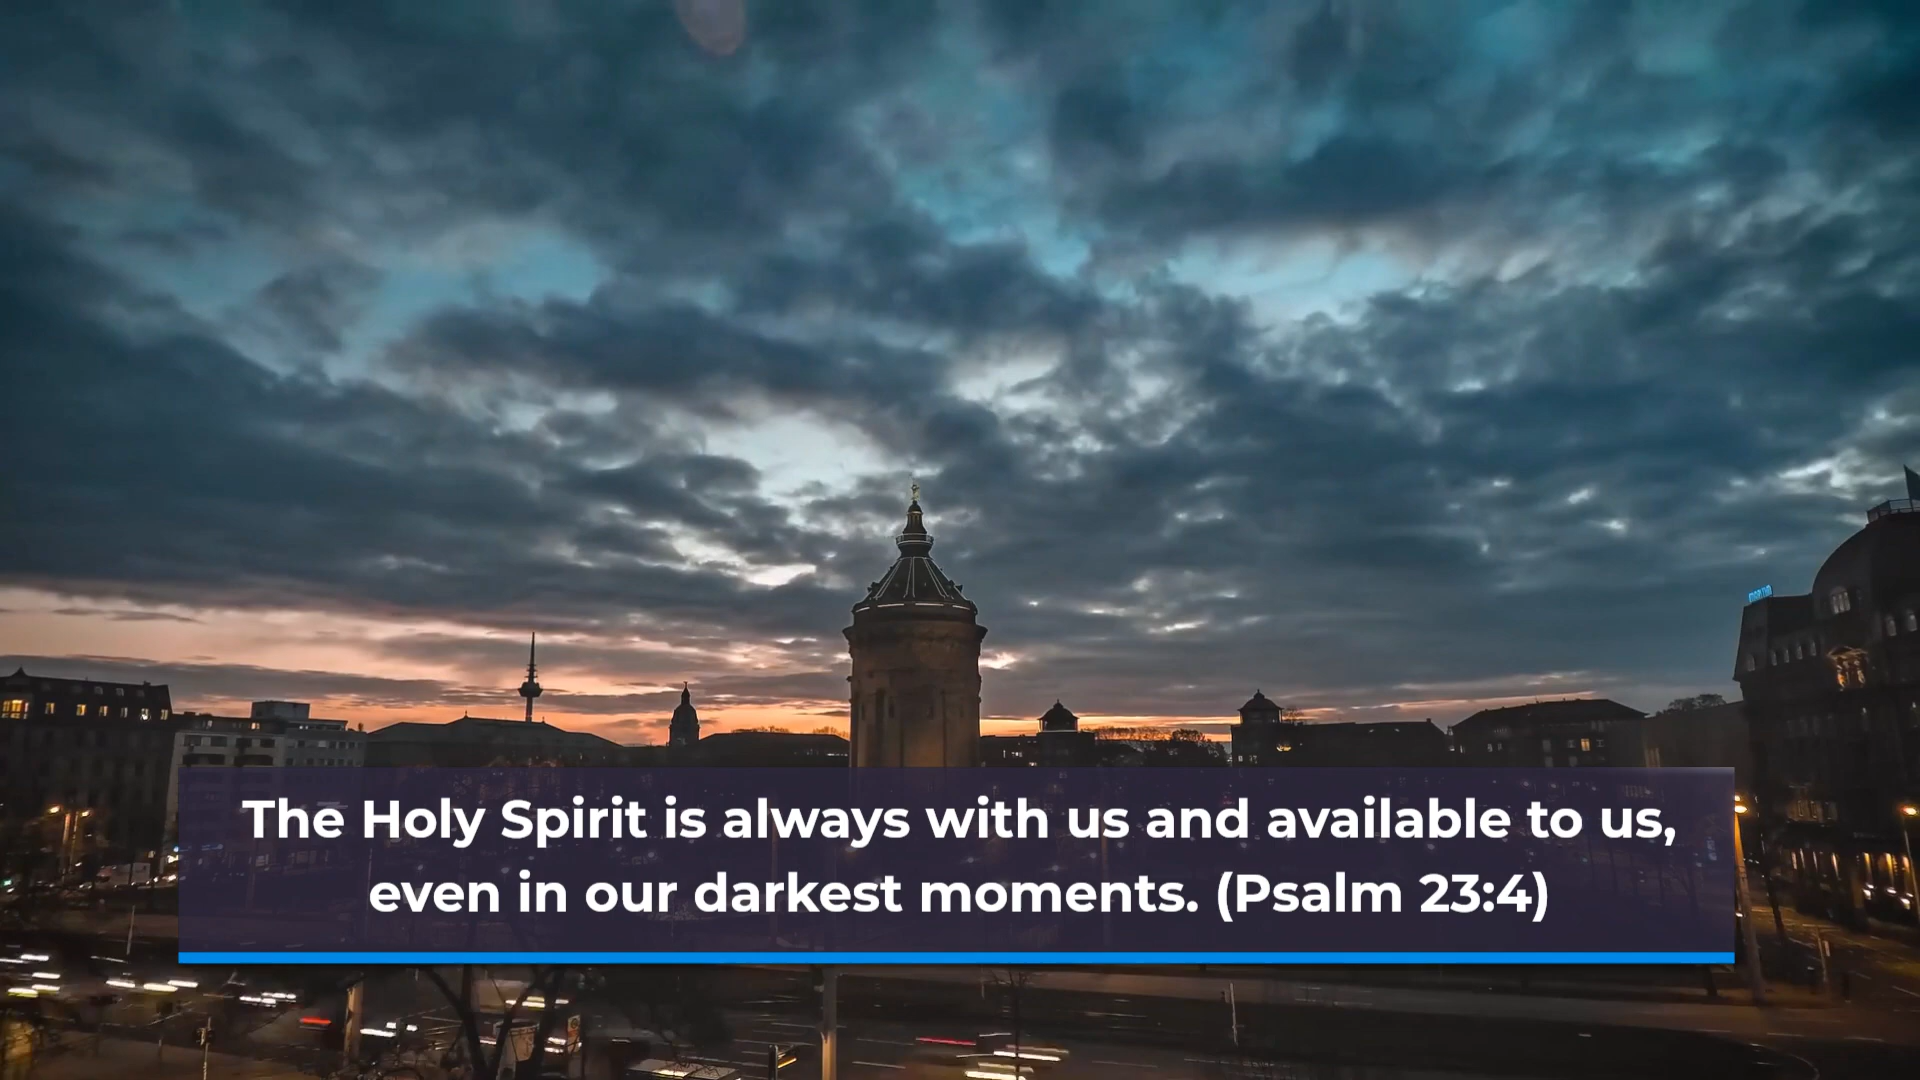 The Holy Spirit is always with us and available to us,
even in our darkest moments. (Psalm 23:4)